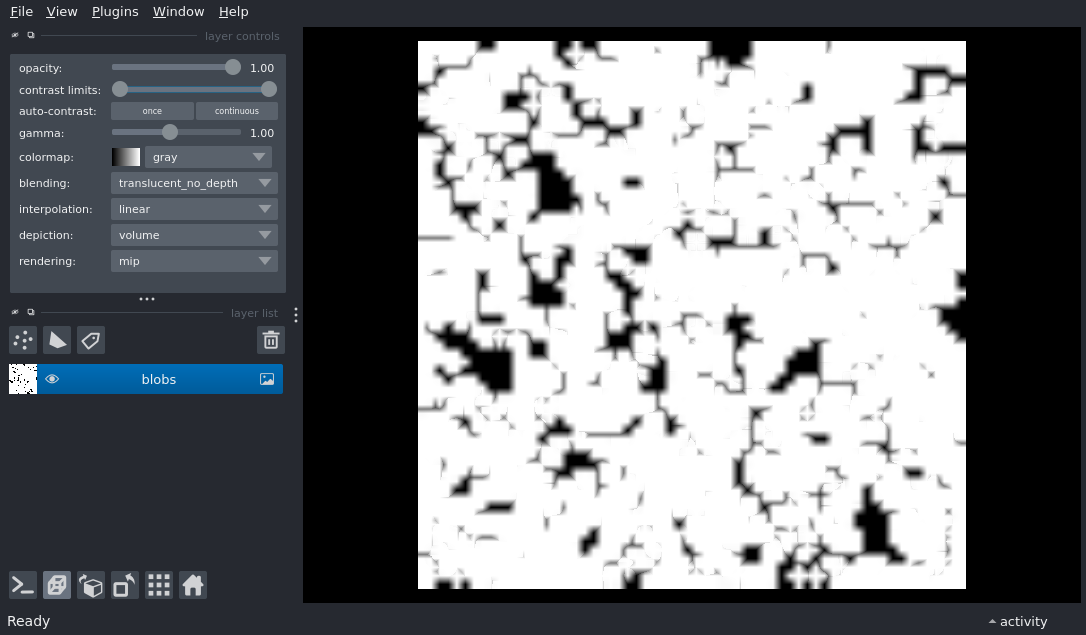 File View Plugins Window Help
layer controls
opacity: 1.00
contrast limits:
auto-contrast: once continuous
gamma: 1.00
colormap: gray
blending: translucent_no_depth
interpolation: linear
depiction: volume
rendering: mip
layer list
blobs
Ready activity